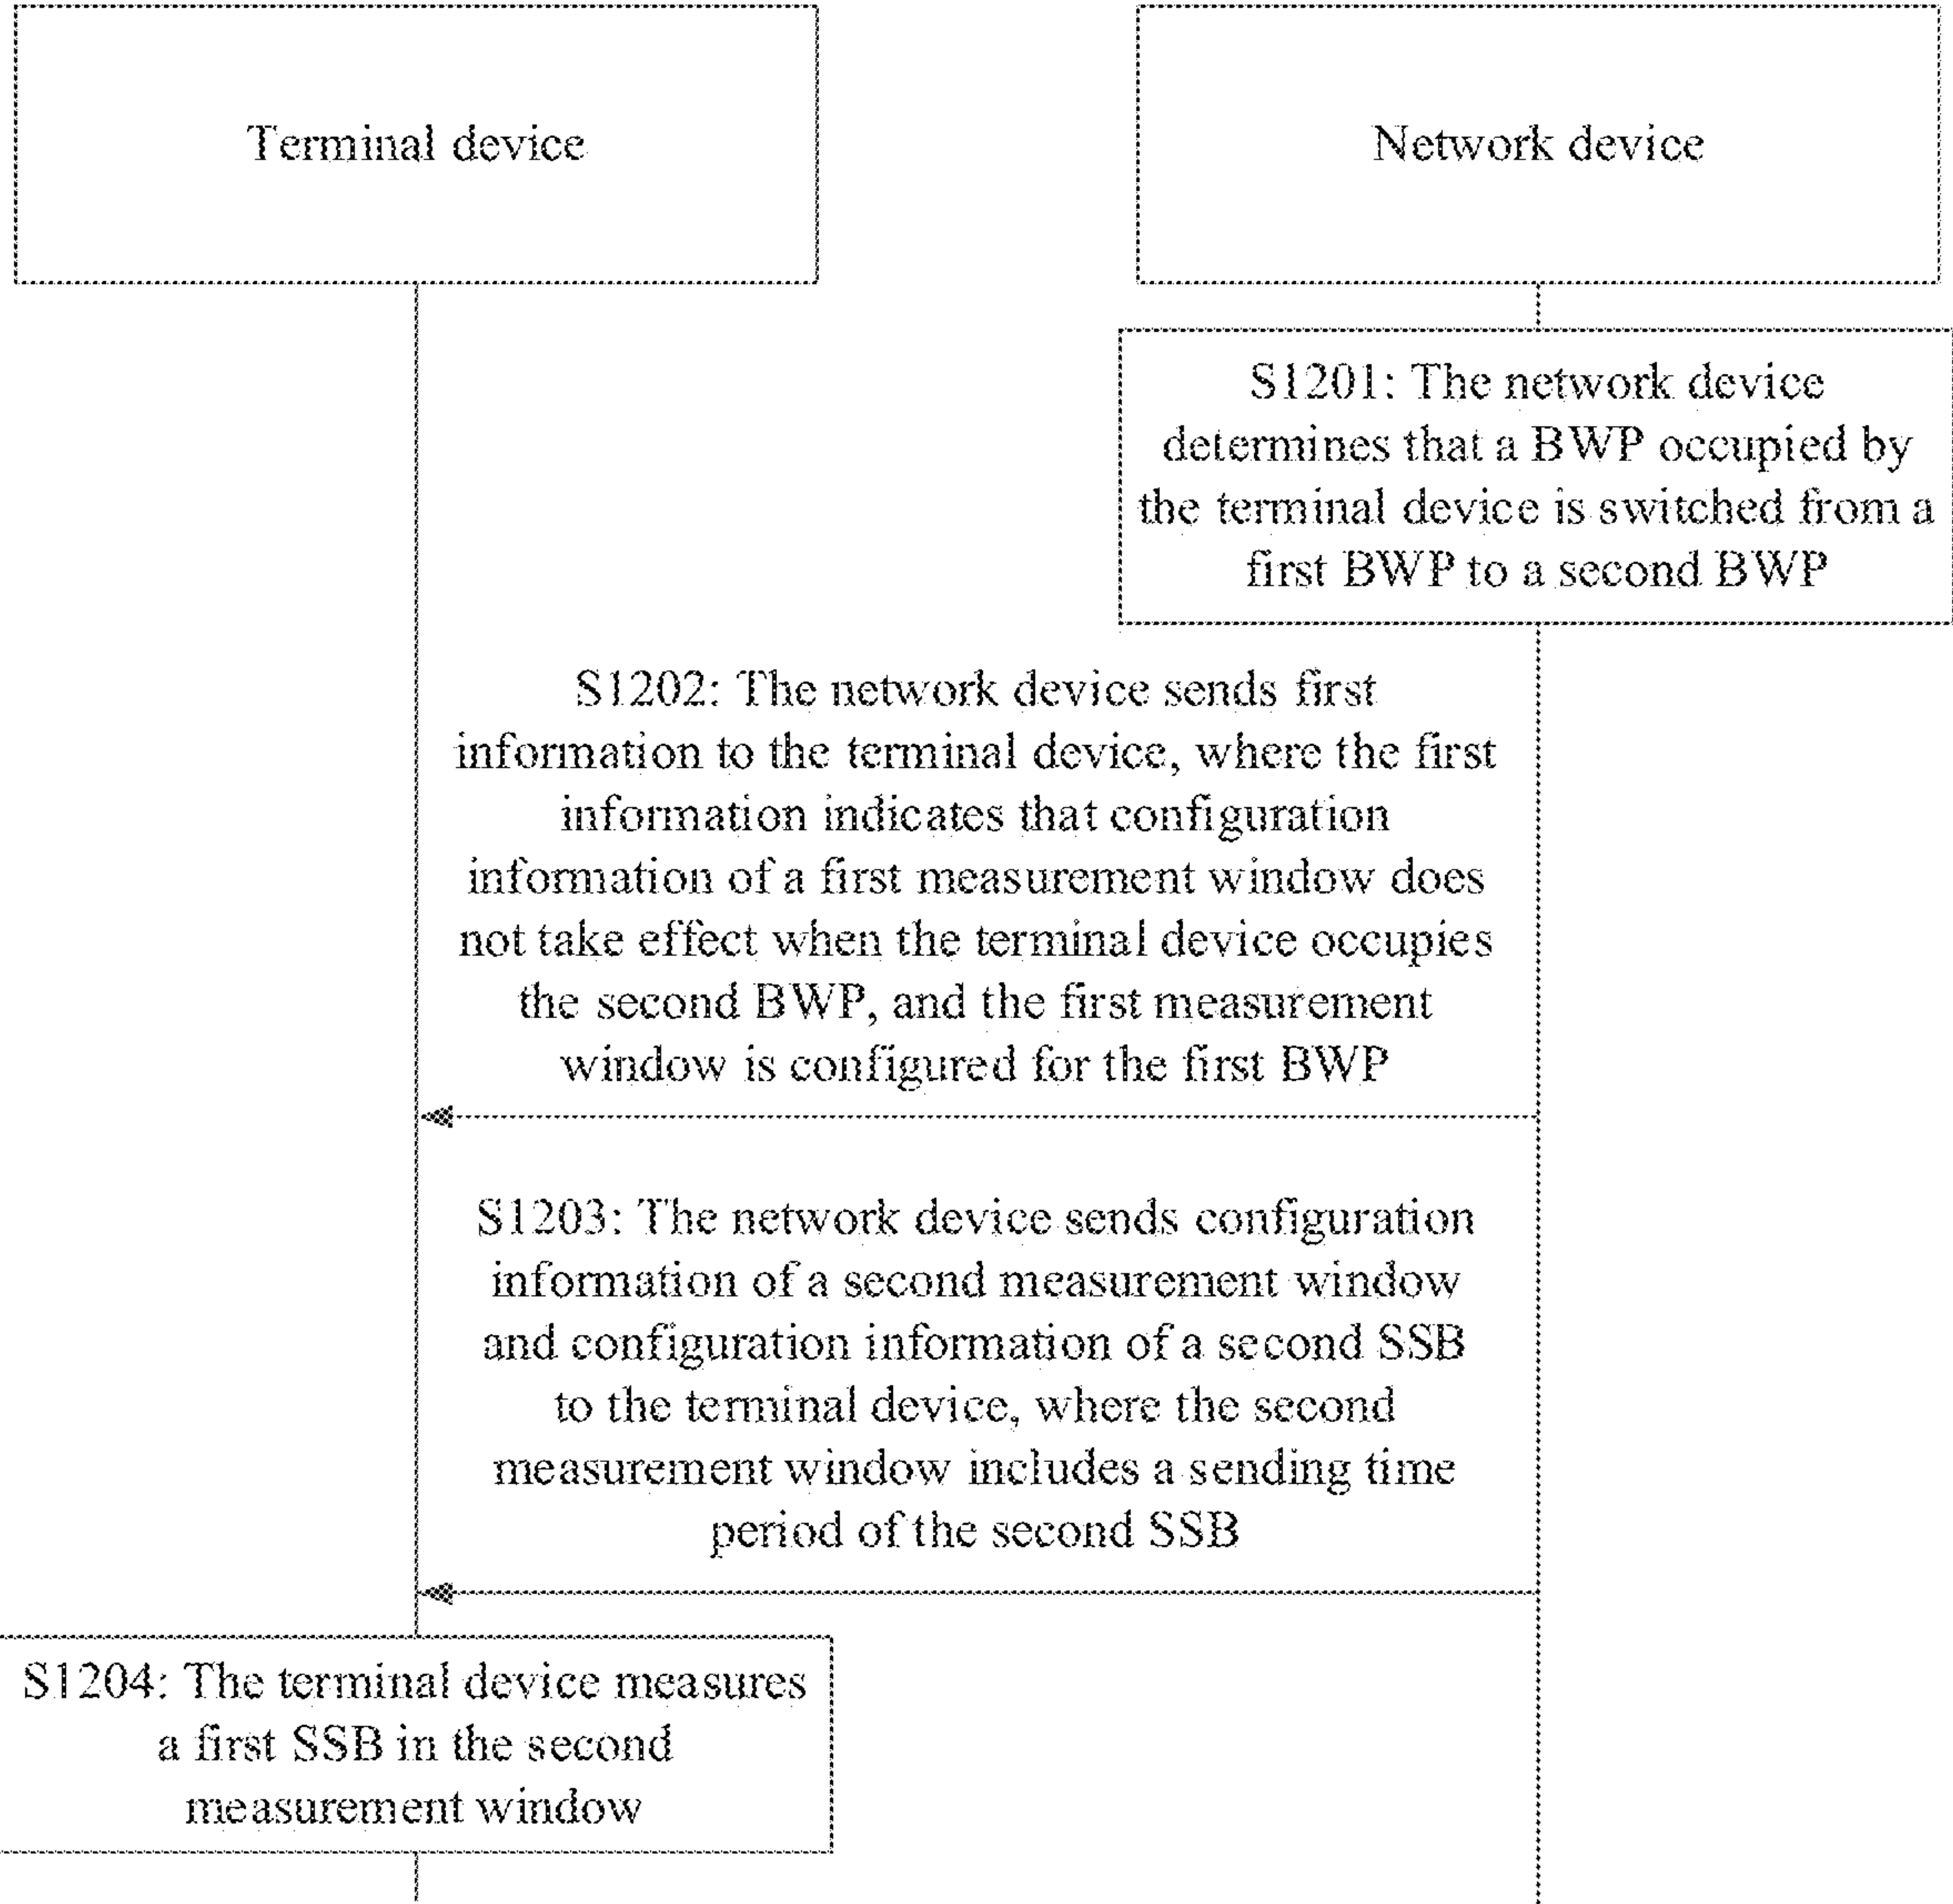 Terminal device
Network device
S1201: The network device
determines that a BWP occupied by
the terminal device is switched from a
first BWP to a second BWP
S1202: The network device sends first
information to the terminal device, where the first
information indicates that configuration
information of a first measurement window does
not take effect when the terminal device occupies
the second BWP, and the first measurement
window is configured for the first BWP
S1203: The network device sends configuration
information of a second measurement window
and configuration information of a second SSB
to the terminal device, where the second
measurement window includes a sending time
period of the second SSB
S1204: The terminal device measures
a first SSB in the second
measurement window